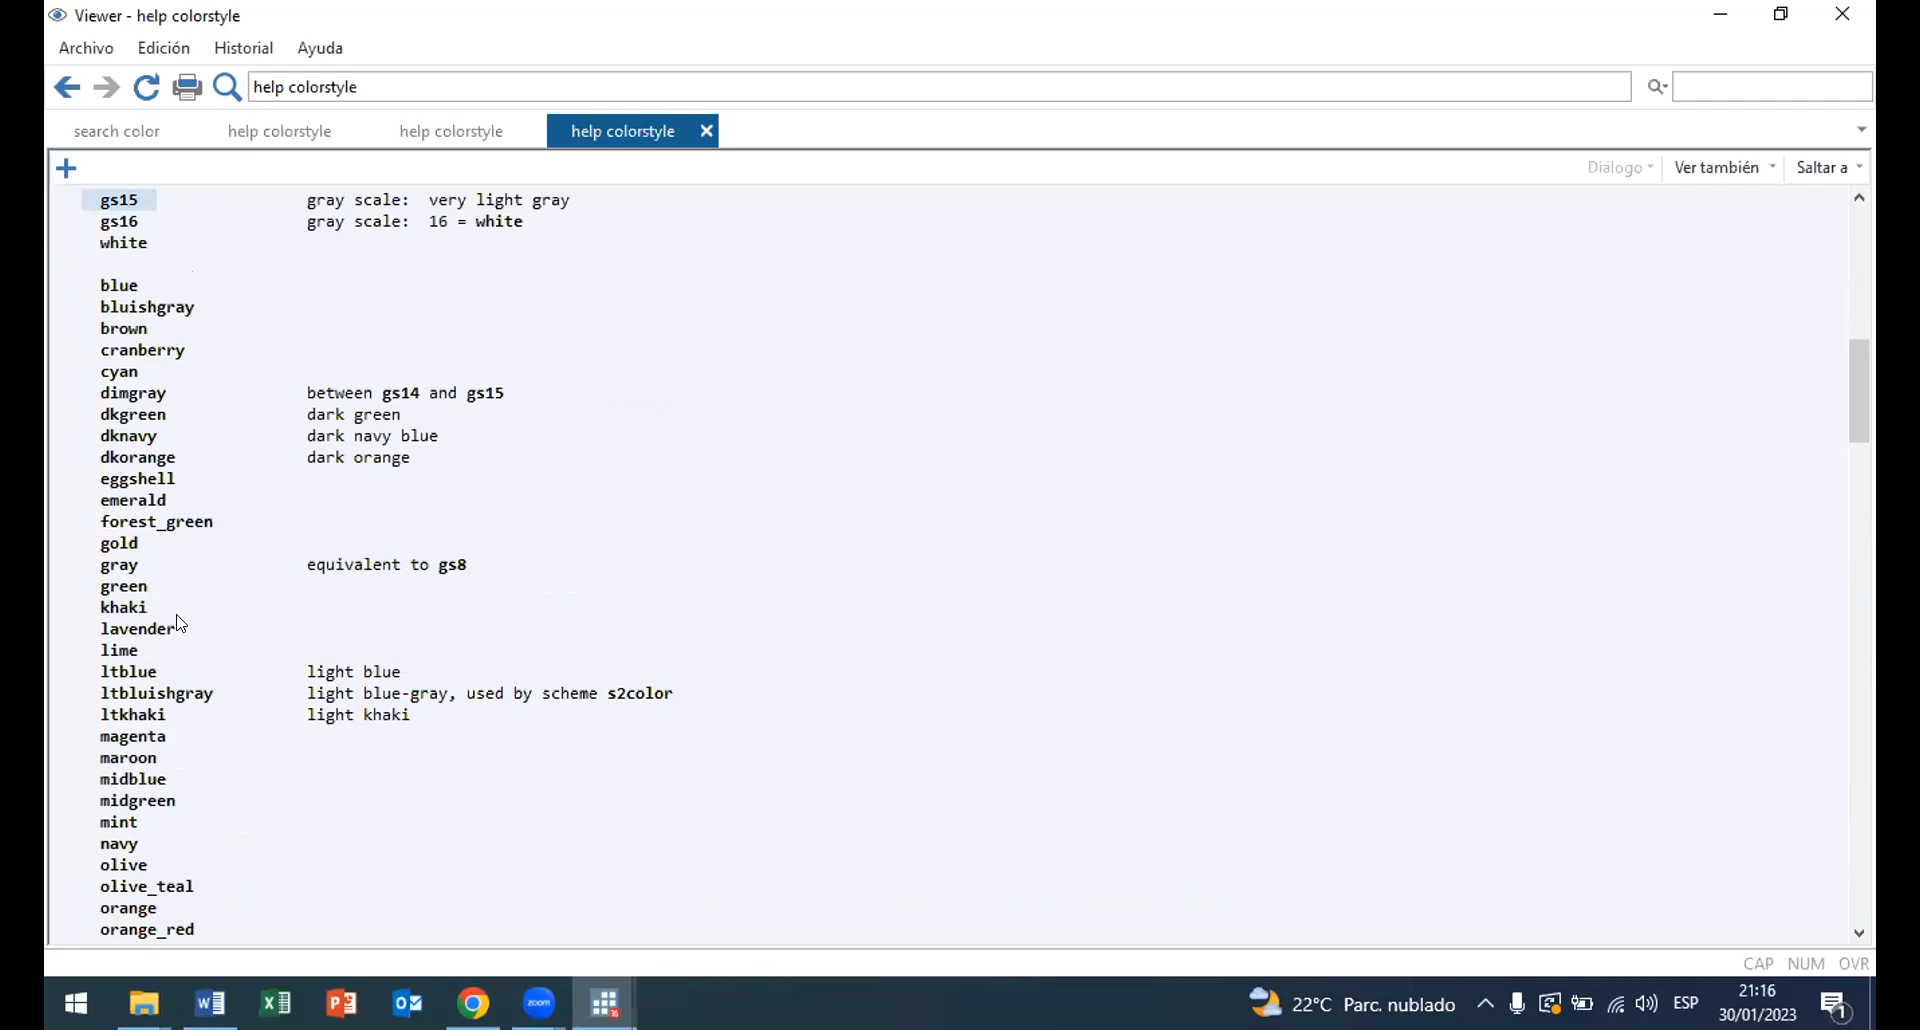 Viewer - help colorstyle
Archivo Edición Historial Ayuda
help colorstyle
search color help colorstyle help colorstyle help colorstyle
Diálogo Ver también Saltar a
gs15 gray scale: very light gray
gs16 gray scale: 16 = white
white
blue
bluishgray
brown
cranberry
cyan
dimgray between gs14 and gs15
dkgreen dark green
dknavy dark navy blue
dkorange dark orange
eggshell
emerald
forest_green
gold
gray equivalent to gs8
green
khaki
lavender
lime
ltblue light blue
ltbluishgray light blue-gray, used by scheme s2color
ltkhaki light khaki
magenta
maroon
midblue
midgreen
mint
navy
olive
olive_teal
orange
orange_red
CAP NUM OVR
zoom 16 22°C Parc. nublado ESP 21:16 1
30/01/2023